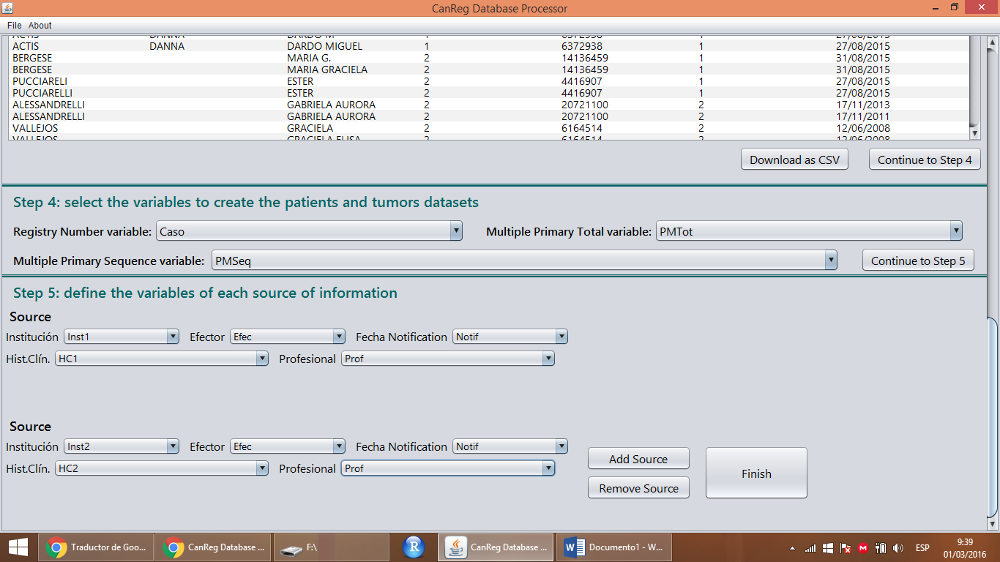 CanReg Database Processor
File About
ACTIS DANNA DARDO M 1 6372938 1 27/08/2015
ACTIS DANNA DARDO MIGUEL 1 6372938 1 27/08/2015
BERGESE MARIA G. 2 14136459 1 31/08/2015
BERGESE MARIA GRACIELA 2 14136459 1 31/08/2015
PUCCIARELI ESTER 2 4416907 1 27/08/2015
PUCCIARELLI ESTER 2 4416907 1 27/08/2015
ALESSANDRELLI GABRIELA AURORA 2 20721100 2 17/11/2013
ALESSANDRELLI GABRIELA AURORA 2 20721100 2 17/11/2011
VALLEJOS GRACIELA 2 6164514 2 12/06/2008
VALLEJOS GRACIELA ELISA 2 6164514 2 12/06/2008
Download as CSV Continue to Step 4
Step 4: select the variables to create the patients and tumors datasets
Registry Number variable: Caso Multiple Primary Total variable: PMTot
Multiple Primary Sequence variable: PMSeq Continue to Step 5
Step 5: define the variables of each source of information
Source
Institución Inst1 Efector Efec Fecha Notification Notif
Hist.Clín. HC1 Profesional Prof
Source
Institución Inst2 Efector Efec Fecha Notification Notif
Hist.Clín. HC2 Profesional Prof
Add Source
Remove Source
Finish
Traductor de Goo... CanReg Database ... F:\ R CanReg Database ... Documento1 - W... ESP 9:39
01/03/2016